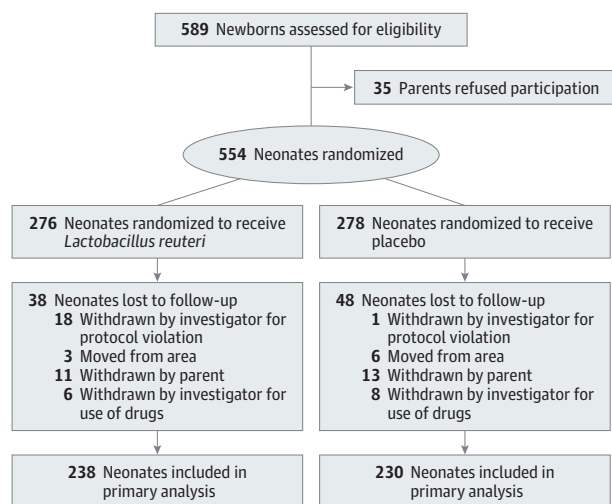 589 Newborns assessed for eligibility
35 Parents refused participation
554 Neonates randomized
276 Neonates randomized to receive
Lactobacillus reuteri
278 Neonates randomized to receive
placebo
38 Neonates lost to follow-up
18 Withdrawn by investigator for
protocol violation
3 Moved from area
11 Withdrawn by parent
6 Withdrawn by investigator for
use of drugs
48 Neonates lost to follow-up
1 Withdrawn by investigator for
protocol violation
6 Moved from area
13 Withdrawn by parent
8 Withdrawn by investigator for
use of drugs
238 Neonates included in
primary analysis
230 Neonates included in
primary analysis